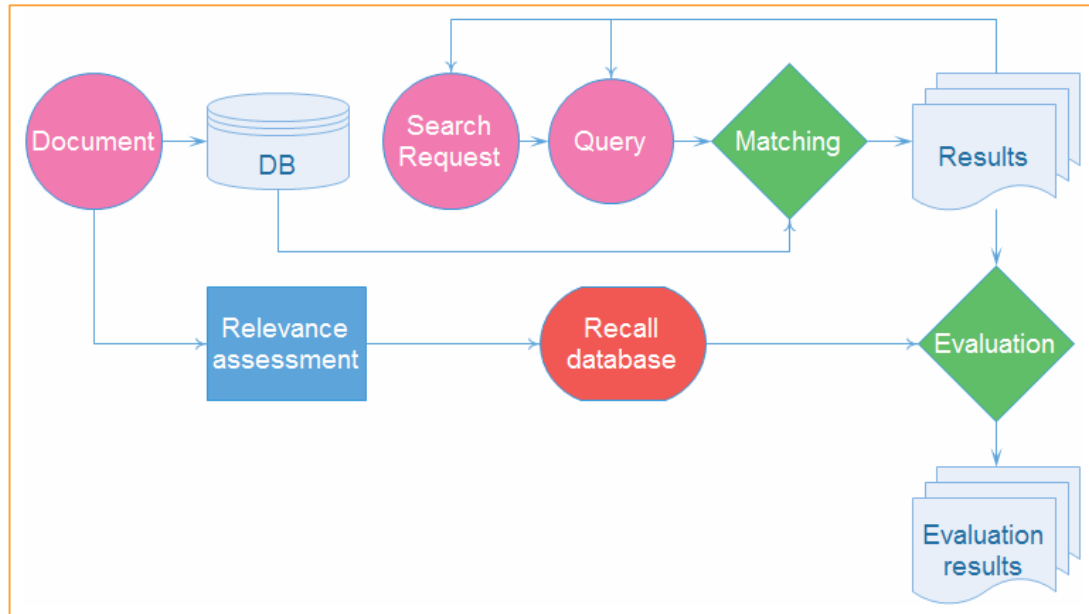 Document
DB
Search
Request
Query
Matching
Results
Relevance
assessment
Recall
database
Evaluation
Evaluation
results